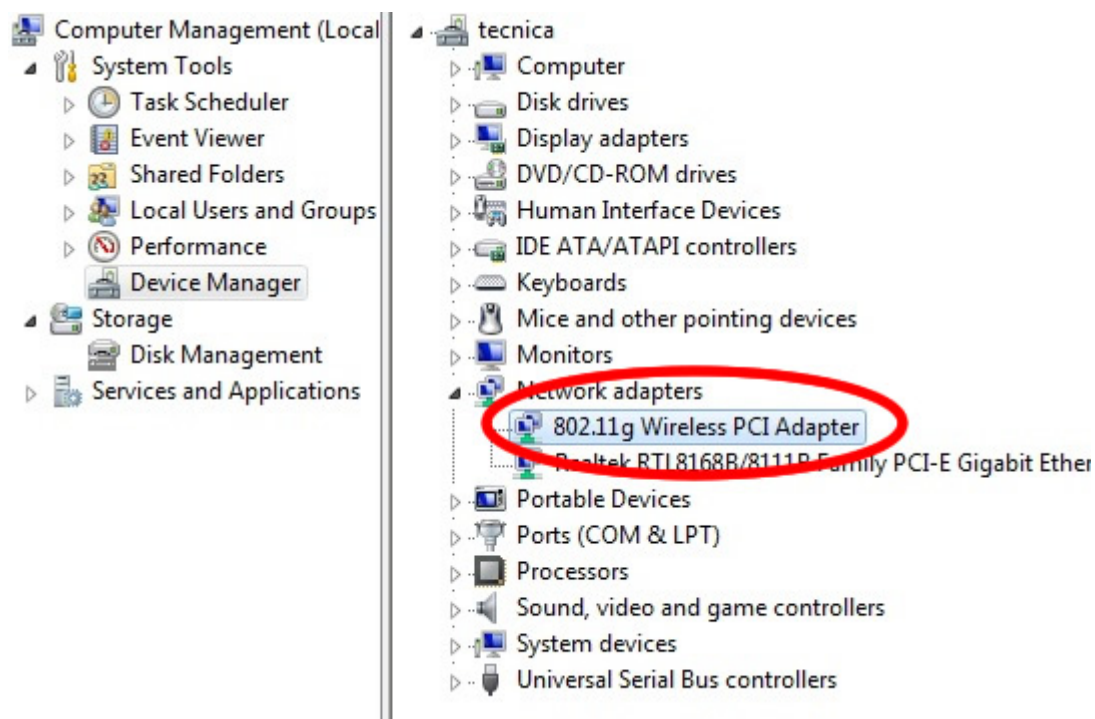 Computer Management (Local
System Tools
Task Scheduler
Event Viewer
Shared Folders
Local Users and Groups
Performance
Device Manager
Storage
Disk Management
Services and Applications
tecnica
Computer
Disk drives
Display adapters
DVD/CD-ROM drives
Human Interface Devices
IDE ATA/ATAPI controllers
Keyboards
Mice and other pointing devices
Monitors
Network adapters
802.11g Wireless PCI Adapter
Realtek RTL8168B/8111B Family PCI-E Gigabit Ether
Portable Devices
Ports (COM & LPT)
Processors
Sound, video and game controllers
System devices
Universal Serial Bus controllers